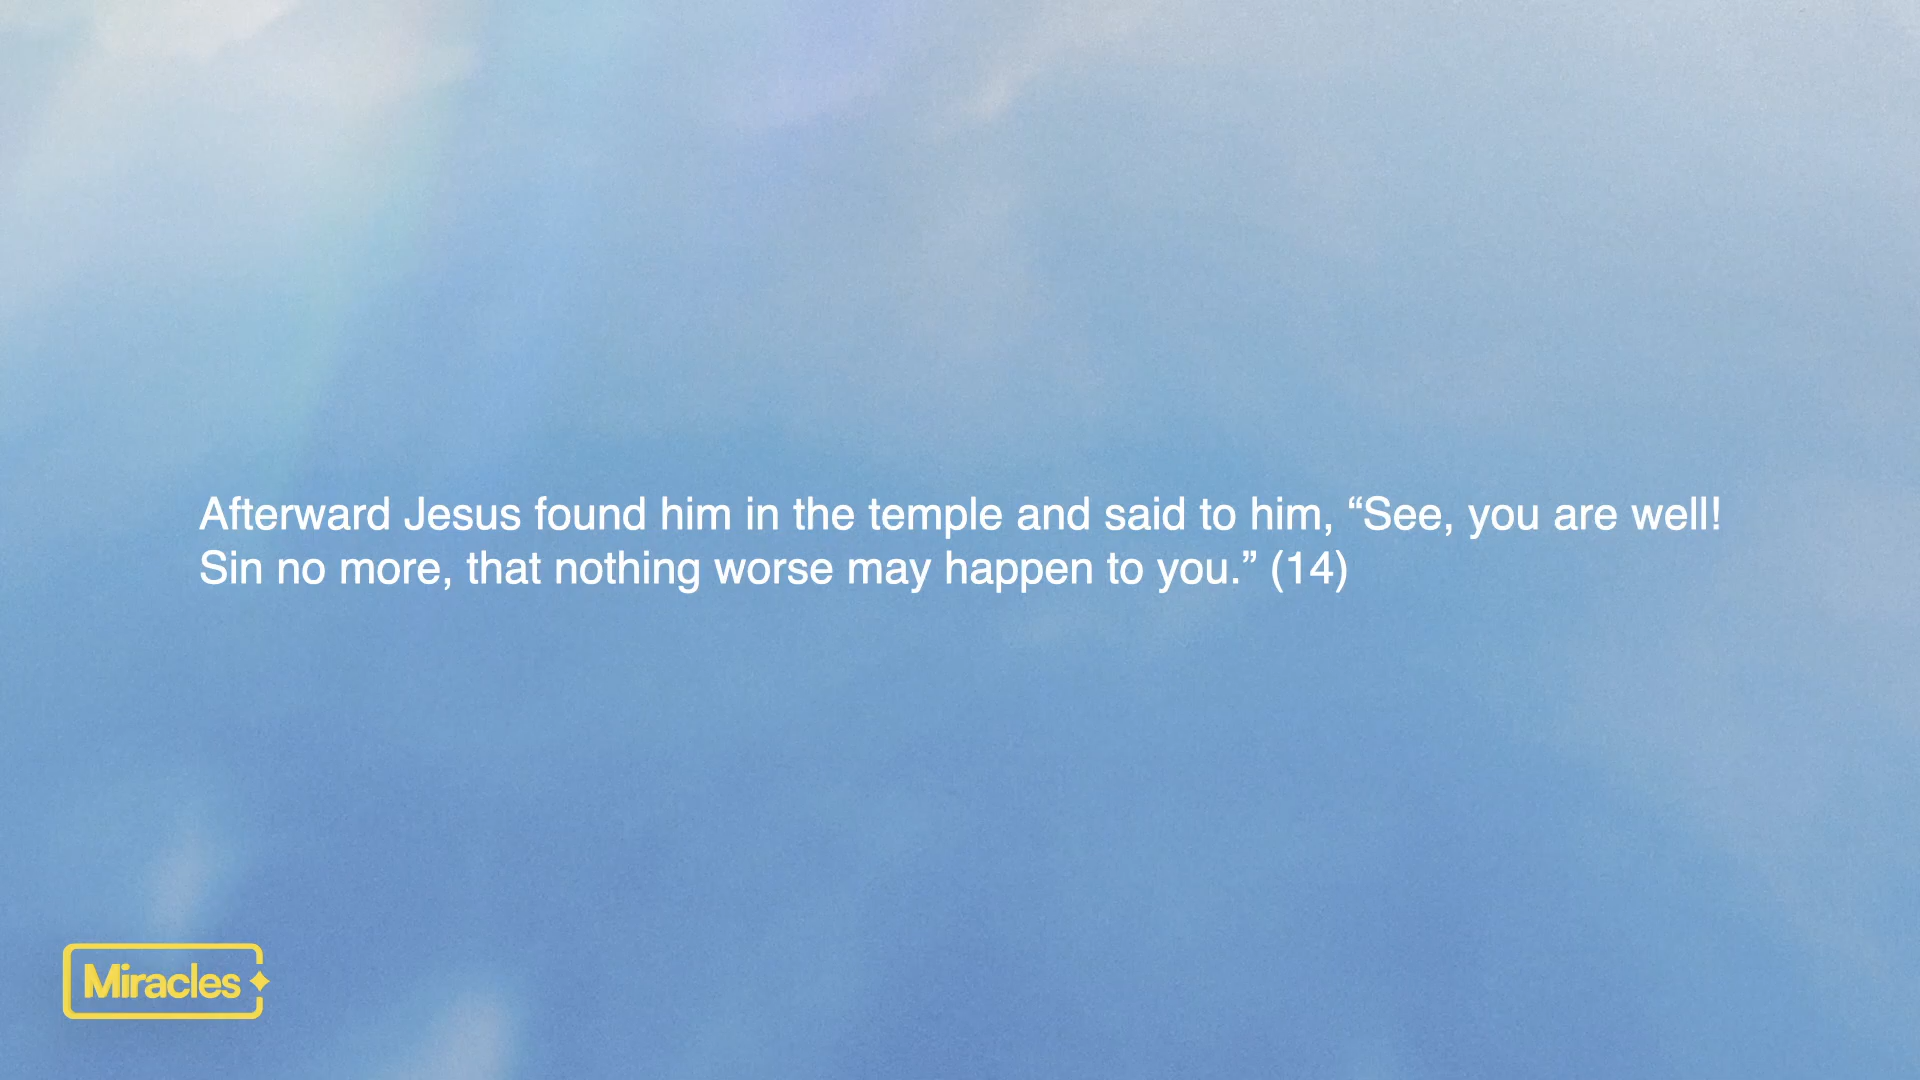 Afterward Jesus found him in the temple and said to him, “See, you are well!
Sin no more, that nothing worse may happen to you.” (14)
Miracles